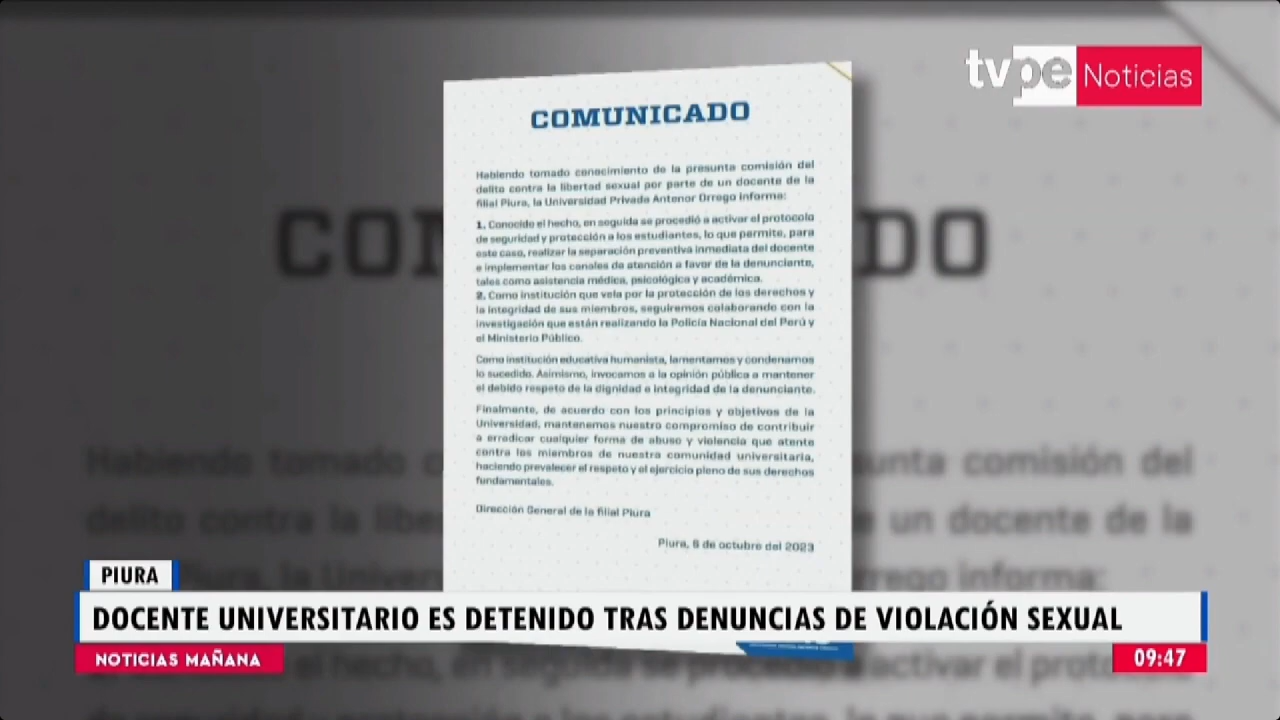 tvpe Noticias
COMUNICADO
Habiendo tomado conocimiento de la presunta comisión del
delito contra la libertad sexual por parte de un docente de la
filial Piura, la Universidad Privada Antenor Orrego informa:
1. Conocido el hecho, en seguida se procedió a activar el protocolo
de seguridad y protección a los estudiantes, lo que permite, para
este caso, realizar la separación preventiva inmediata del docente
e implementar los canales de atención a favor de la denunciante,
tales como asistencia médica, psicológica y académica.
2. Como institución que vela por la protección de los derechos y
la integridad de sus miembros, seguiremos colaborando con la
investigación que están realizando la Policía Nacional del Perú y
el Ministerio Público.
Como institución educativa humanista, lamentamos y condenamos
lo sucedido. Asimismo, invocamos a la opinión pública a mantener
el debido respeto de la dignidad e integridad de la denunciante.
Finalmente, de acuerdo con los principios y objetivos de la
Universidad, mantenemos nuestro compromiso de contribuir
a erradicar cualquier forma de abuso y violencia que atente
contra los miembros de nuestra comunidad universitaria,
haciendo prevalecer el respeto y el ejercicio pleno de sus derechos
fundamentales.
Dirección General de la filial Piura
Piura, 6 de octubre del 2023
PIURA
DOCENTE UNIVERSITARIO ES DETENIDO TRAS DENUNCIAS DE VIOLACIÓN SEXUAL
NOTICIAS MAÑANA
09:47